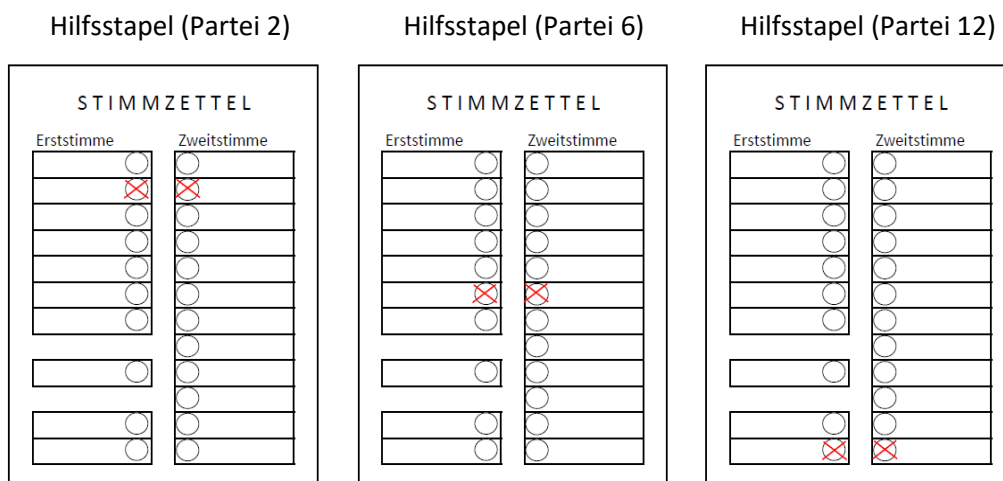 Hilfsstapel (Partei 2)
Hilfsstapel (Partei 6)
Hilfsstapel (Partei 12)
STIMMZETTEL
Erststimme Zweitstimme
STIMMZETTEL
Erststimme Zweitstimme
STIMMZETTEL
Erststimme Zweitstimme